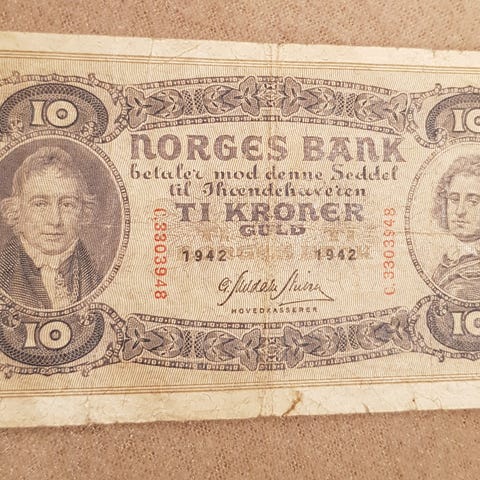 10
10
NORGES BANK
betaler mod denne Seddel
til Ihændehaveren
TI KRONER
GULD
1942 1942
C.3303948
C.3303948
HOVEDKASSERER
10
10